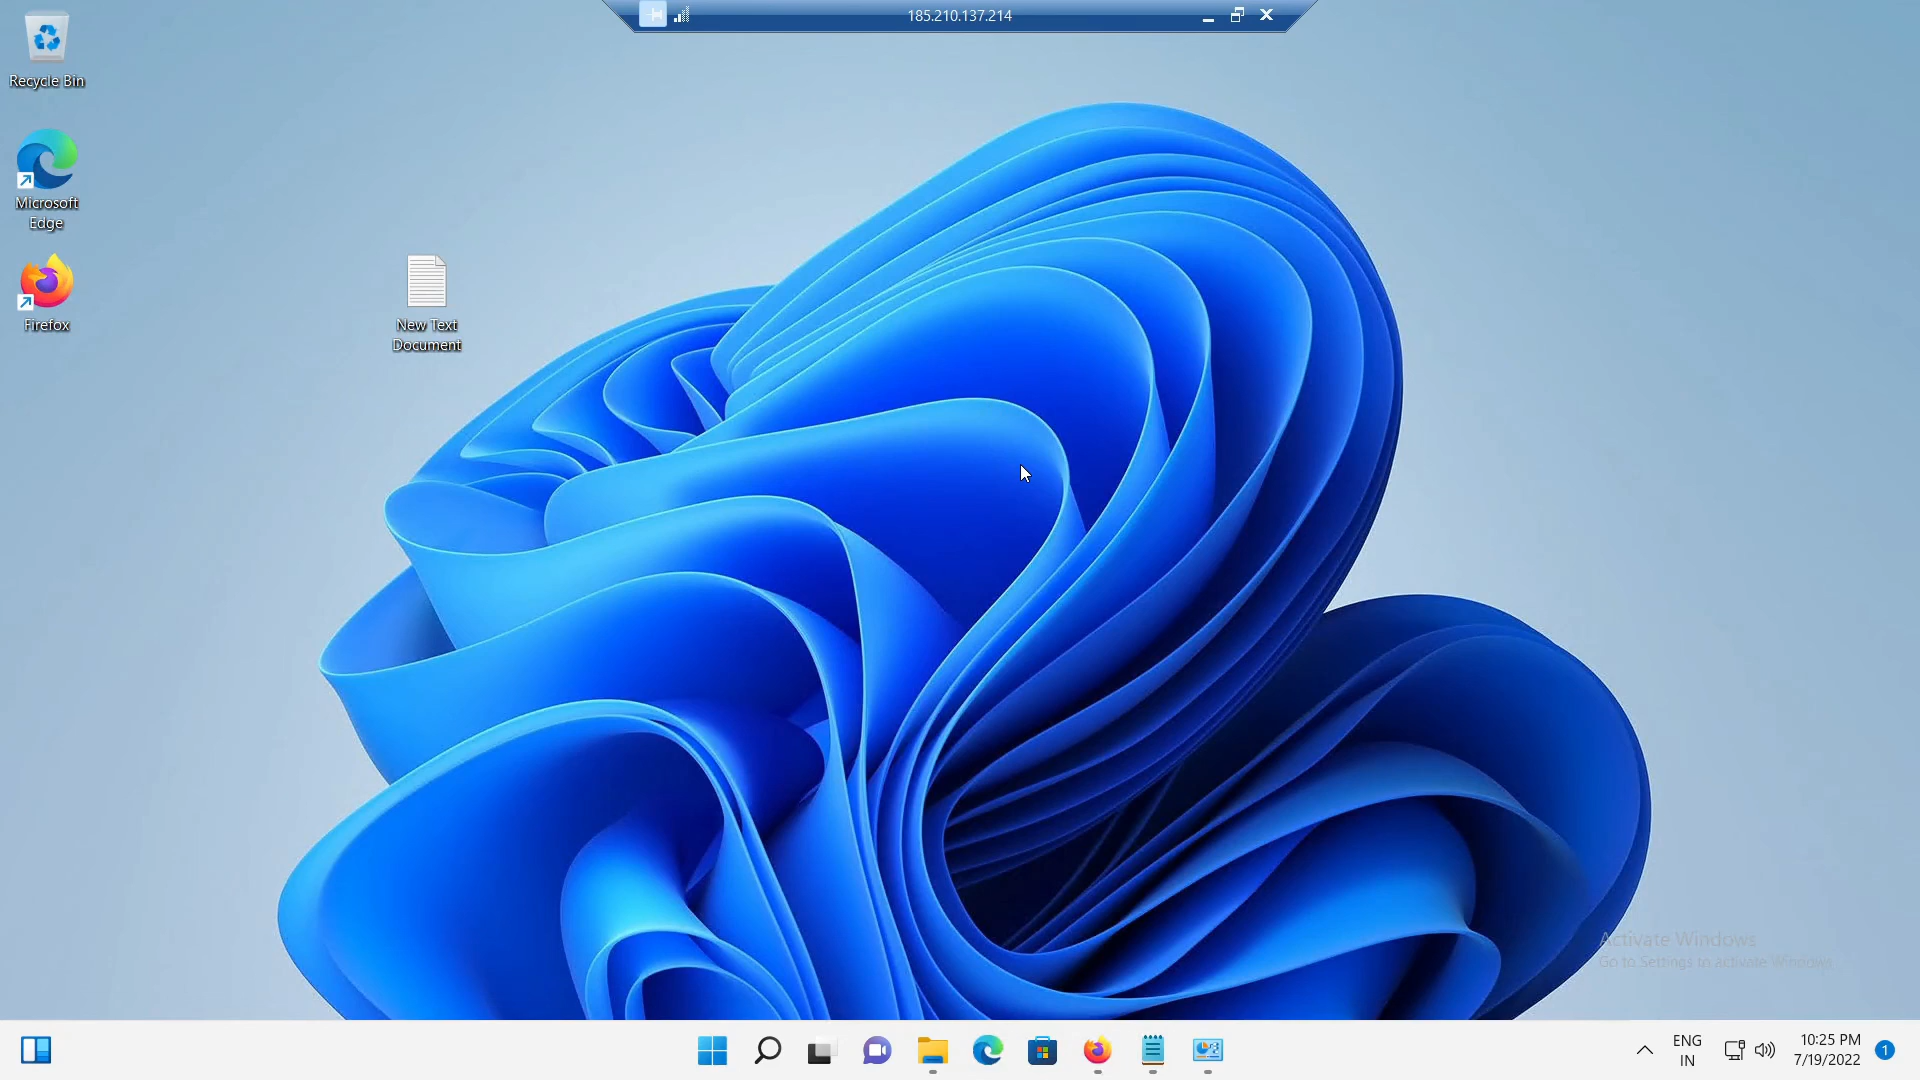 185.210.137.214
Recycle Bin
Microsoft
Edge
Firefox
New Text
Document
Activate Windows
Go to Settings to activate Windows.
ENG
IN
10:25 PM
7/19/2022
1